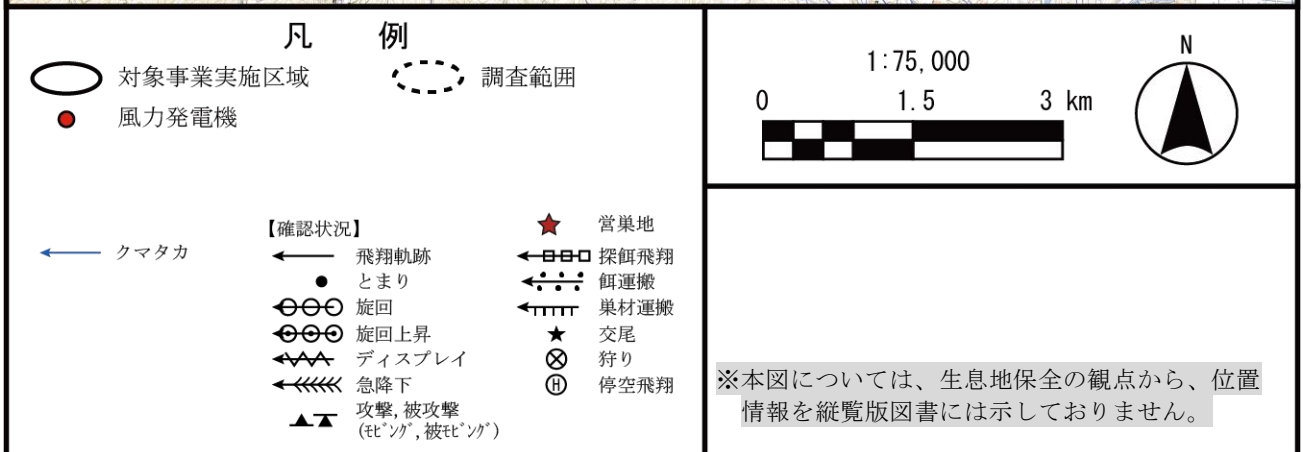 凡 例
対象事業実施区域
調査範囲
風力発電機
クマタカ
【確認状況】
飛翔軌跡
とまり
旋回
旋回上昇
ディスプレイ
急降下
攻撃, 被攻撃
(ﾓﾋﾞﾝｸﾞ, 被ﾓﾋﾞﾝｸﾞ)
営巣地
探餌飛翔
餌運搬
巣材運搬
交尾
狩り
H 停空飛翔
1:75,000
0 1.5 3 km
N
※本図については、生息地保全の観点から、位置
情報を縦覧版図書には示しておりません。